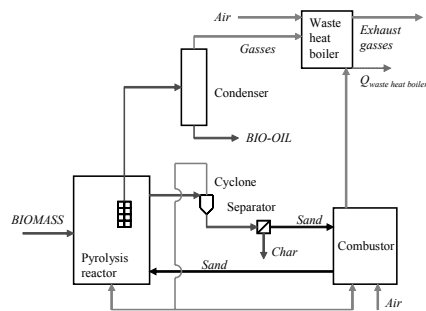 Air
Waste
heat
boiler
Exhaust
gasses
Gasses
Q waste heat boiler
Condenser
BIO-OIL
Cyclone
Separator
Sand
BIOMASS
Char
Combustor
Pyrolysis
reactor
Sand
Air